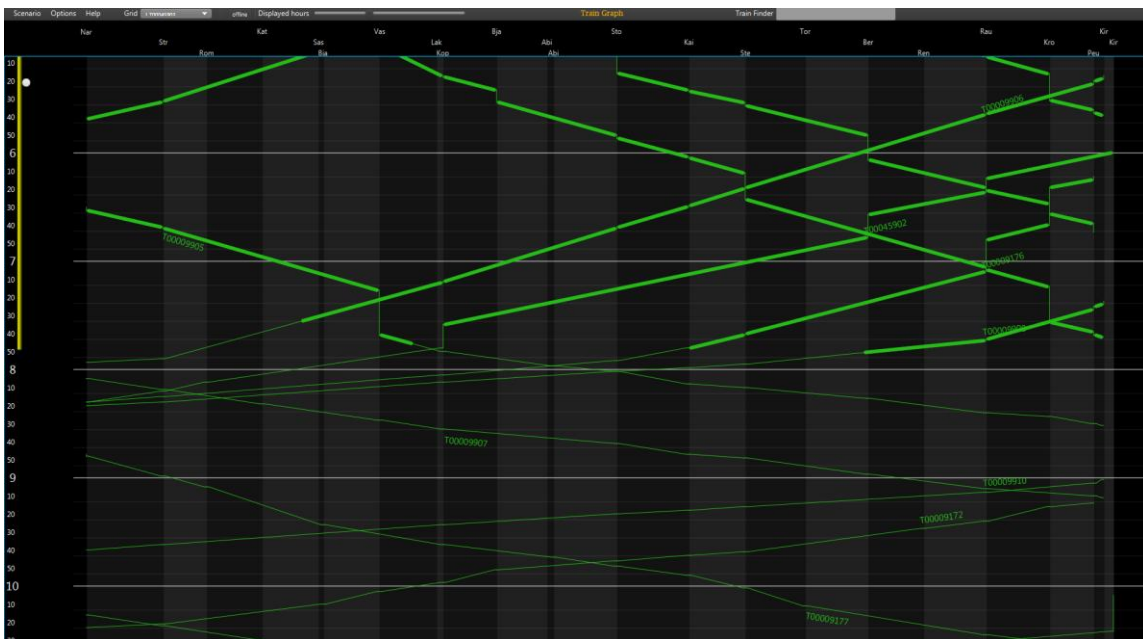 Scenario Options Help Grid offline Displayed hours Train Graph Train Finder
Nar Kat Vas Bja Sto Tor Rau Kir
Str Sas Lak Abi Kai Ber Kro Kir
Rom Bja Kop Abi Ste Ren Peu
10
20
30
T00009906
40
50
6
10
20
30
T00009905 T00045902
40
50
7 T00009176
10
20
30
40
50
8
10
20
30
40 T00009907
50
9 T00009910
10
20 T00009172
30
40
50
10
10
20 T00009177